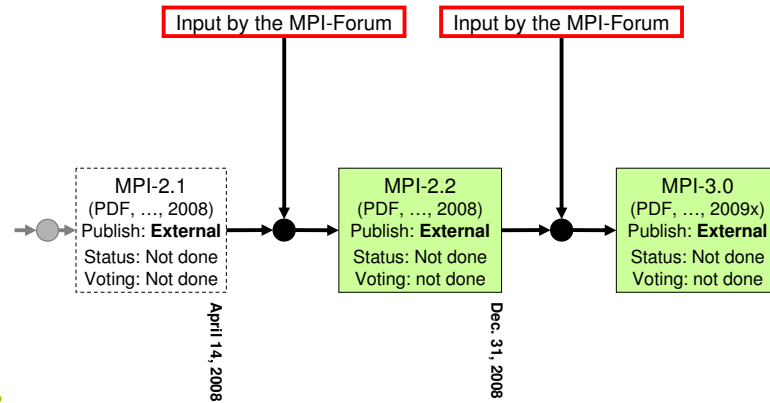 Input by the MPI-Forum
Input by the MPI-Forum
MPI-2.1
(PDF, …, 2008)
Publish: External
Status: Not done
Voting: Not done
MPI-2.2
(PDF, …, 2008)
Publish: External
Status: Not done
Voting: not done
MPI-3.0
(PDF, …, 2009x)
Publish: External
Status: Not done
Voting: not done
April 14, 2008
Dec. 31, 2008